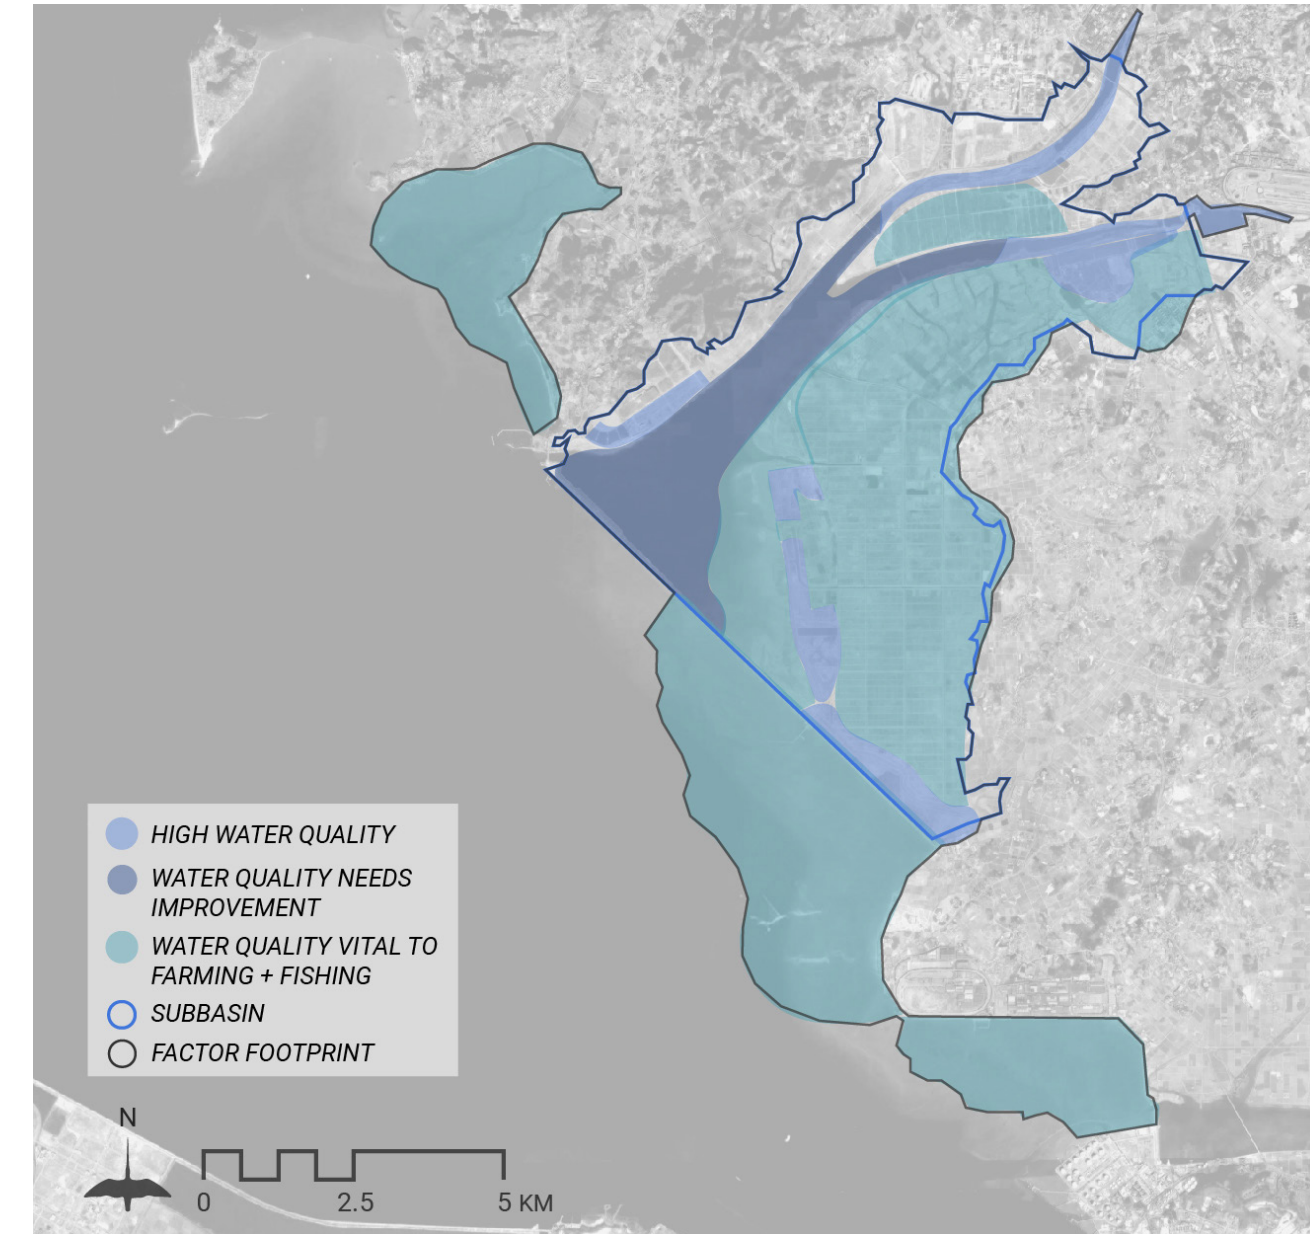 HIGH WATER QUALITY
WATER QUALITY NEEDS
IMPROVEMENT
WATER QUALITY VITAL TO
FARMING + FISHING
SUBBASIN
FACTOR FOOTPRINT
N
0 2.5 5 KM